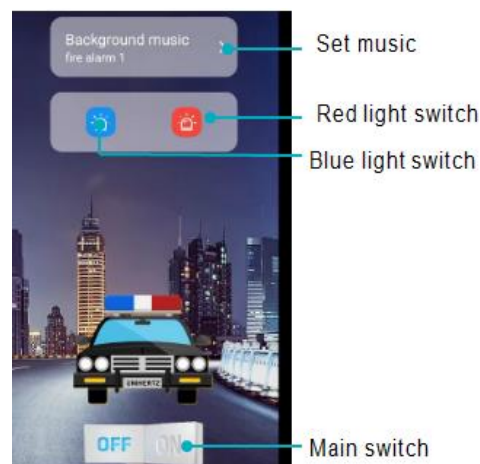 Background music
fire alarm 1
Set music
Red light switch
Blue light switch
UNIHERTZ
OFF ON
Main switch